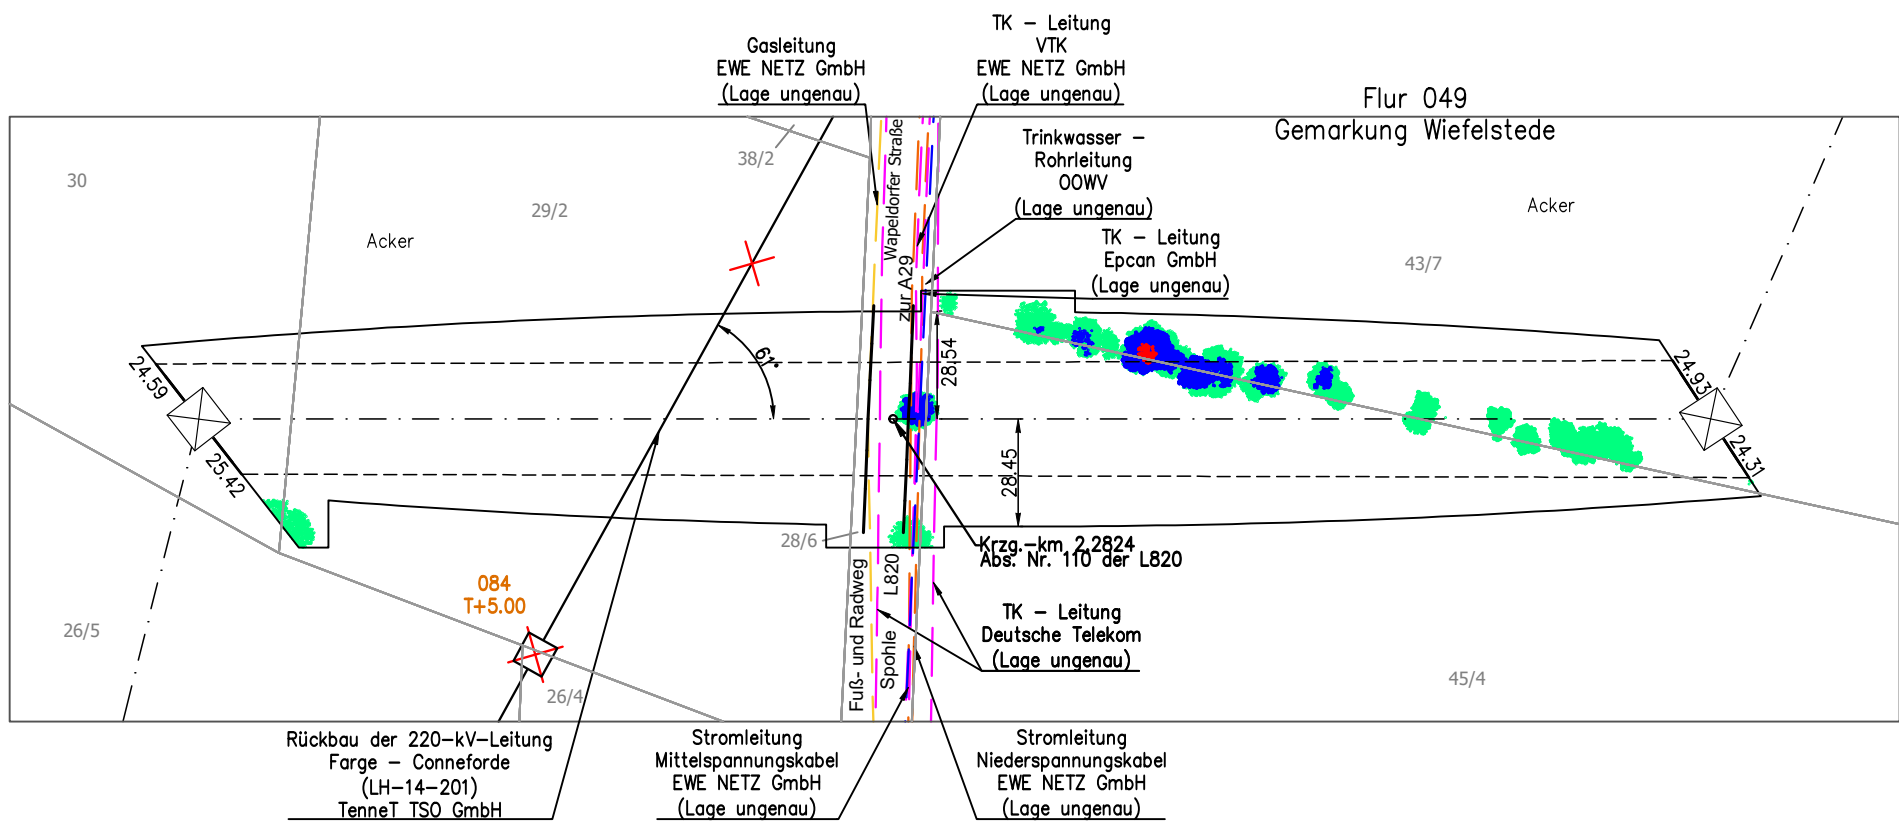 TK - Leitung
VTK
EWE NETZ GmbH
(Lage ungenau)
Gasleitung
EWE NETZ GmbH
(Lage ungenau)
Flur 049
Gemarkung Wiefelstede
Trinkwasser -
Rohrleitung
OOWV
(Lage ungenau)
TK - Leitung
Epcan GmbH
(Lage ungenau)
30
29/2
38/2
Acker
Acker
43/7
Wapeldorfer Straße
zur A29
61°
24.59
25.42
28.54
28.45
24.93
24.31
28/6
Krzg.-km 2,2824
Abs. Nr. 110 der L820
084
T+5.00
26/5
26/4
45/4
Fuß- und Radweg
L820
Spohle
TK - Leitung
Deutsche Telekom
(Lage ungenau)
Rückbau der 220-kV-Leitung
Farge - Conneforde
(LH-14-201)
TenneT TSO GmbH
Stromleitung
Mittelspannungskabel
EWE NETZ GmbH
(Lage ungenau)
Stromleitung
Niederspannungskabel
EWE NETZ GmbH
(Lage ungenau)